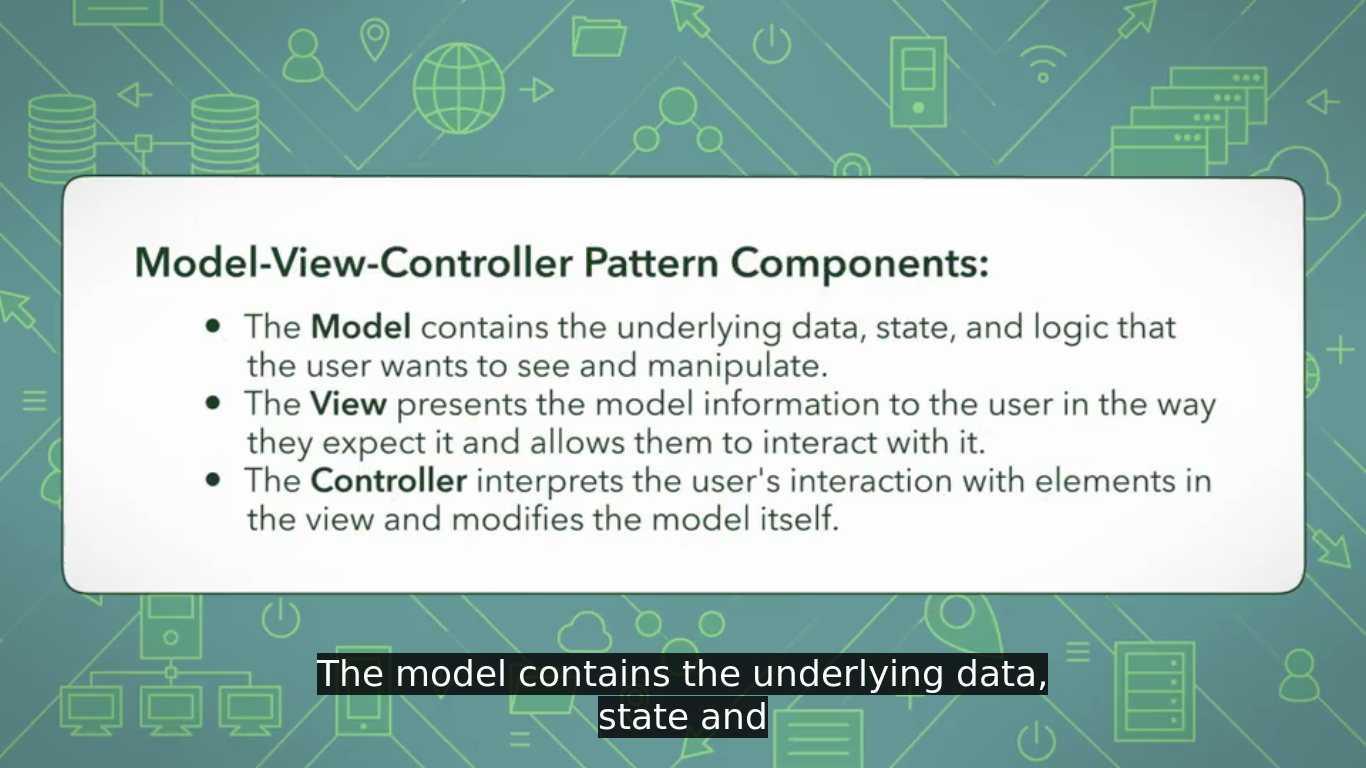 Model-View-Controller Pattern Components:
• The Model contains the underlying data, state, and logic that
the user wants to see and manipulate.
• The View presents the model information to the user in the way
they expect it and allows them to interact with it.
• The Controller interprets the user's interaction with elements in
the view and modifies the model itself.
The model contains the underlying data,
state and